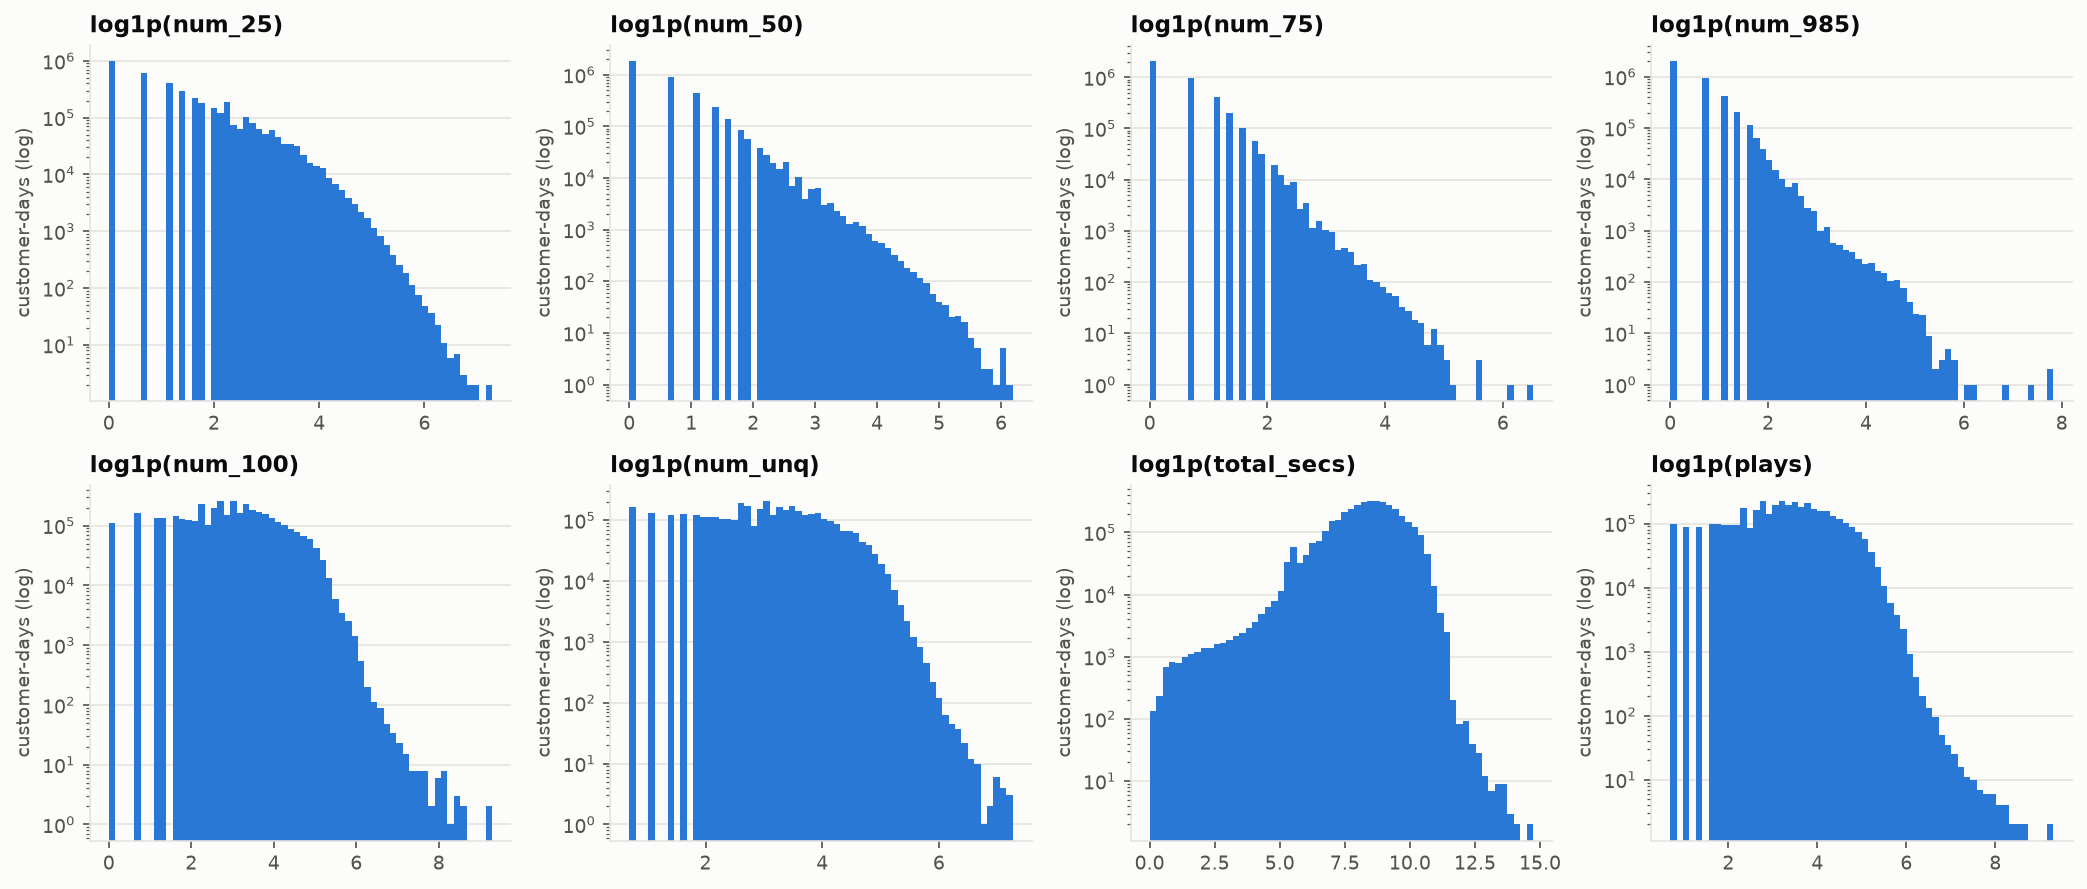 log1p(num_25)
customer-days (log)
10⁶
10⁵
10⁴
10³
10²
10¹
0 2 4 6
log1p(num_50)
customer-days (log)
10⁶
10⁵
10⁴
10³
10²
10¹
10⁰
0 1 2 3 4 5 6
log1p(num_75)
customer-days (log)
10⁶
10⁵
10⁴
10³
10²
10¹
10⁰
0 2 4 6
log1p(num_985)
customer-days (log)
10⁶
10⁵
10⁴
10³
10²
10¹
10⁰
0 2 4 6 8
log1p(num_100)
customer-days (log)
10⁵
10⁴
10³
10²
10¹
10⁰
0 2 4 6 8
log1p(num_unq)
customer-days (log)
10⁵
10⁴
10³
10²
10¹
10⁰
2 4 6
log1p(total_secs)
customer-days (log)
10⁵
10⁴
10³
10²
10¹
0.0 2.5 5.0 7.5 10.0 12.5 15.0
log1p(plays)
customer-days (log)
10⁵
10⁴
10³
10²
10¹
2 4 6 8